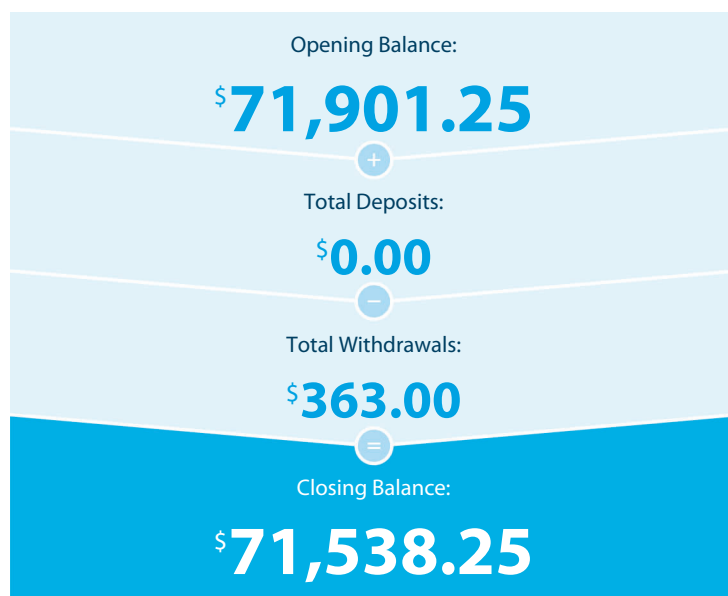 Opening Balance:
$71,901.25
+
Total Deposits:
$0.00
−
Total Withdrawals:
$363.00
=
Closing Balance:
$71,538.25